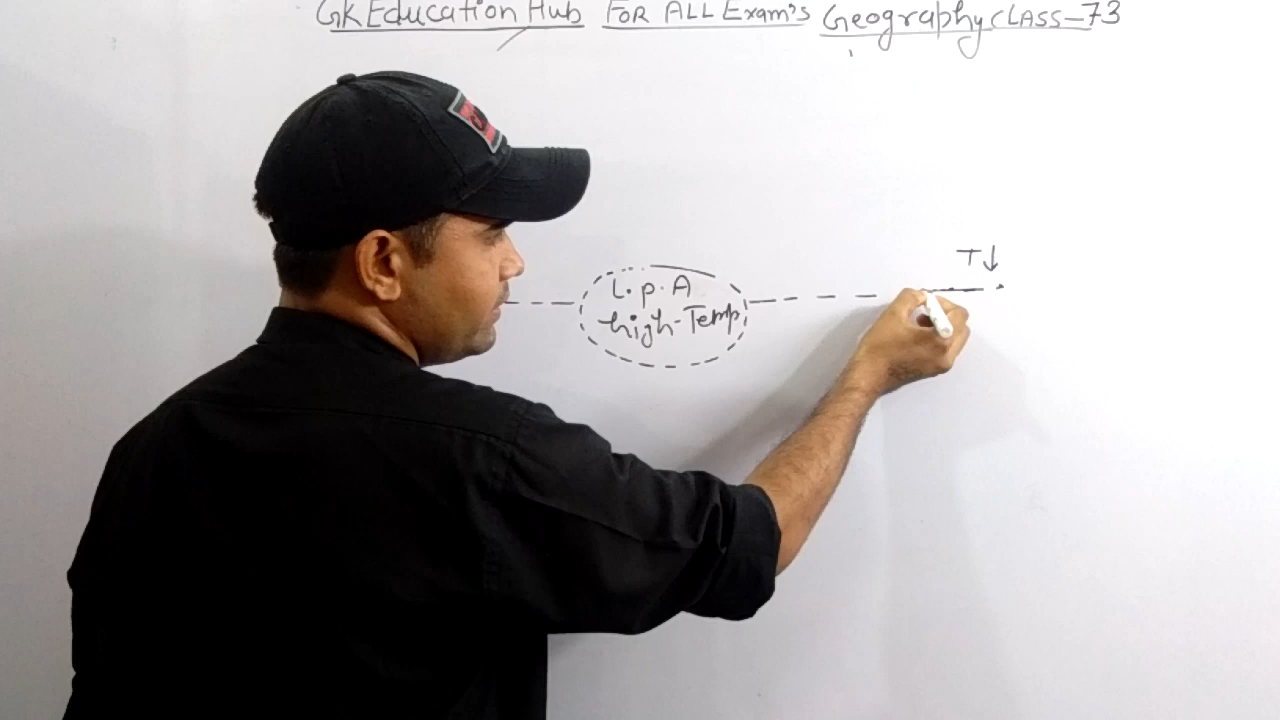 GK Education Hub For ALL Exam's Geography CLASS-73
T↓
L.p.A
high-Temp